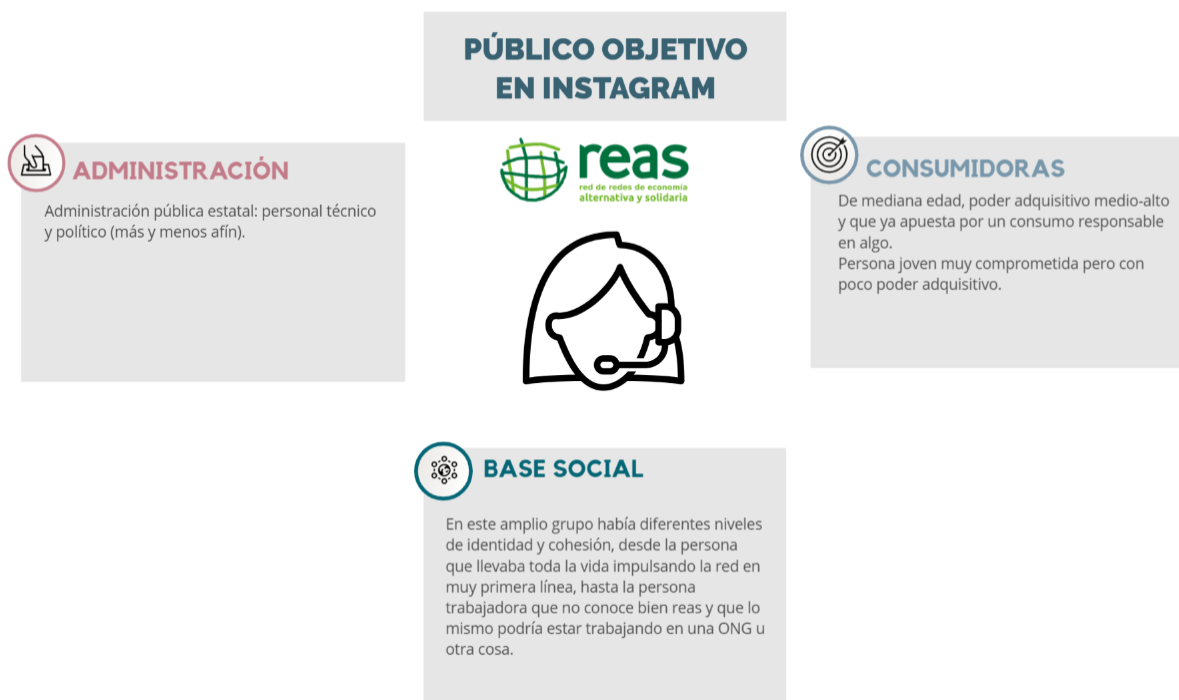 PÚBLICO OBJETIVO
EN INSTAGRAM
reas
red de redes de economía
alternativa y solidaria
ADMINISTRACIÓN
Administración pública estatal: personal técnico
y político (más y menos afín).
CONSUMIDORAS
De mediana edad, poder adquisitivo medio-alto
y que ya apuesta por un consumo responsable
en algo.
Persona joven muy comprometida pero con
poco poder adquisitivo.
BASE SOCIAL
En este amplio grupo había diferentes niveles
de identidad y cohesión, desde la persona
que llevaba toda la vida impulsando la red en
muy primera línea, hasta la persona
trabajadora que no conoce bien reas y que lo
mismo podría estar trabajando en una ONG u
otra cosa.